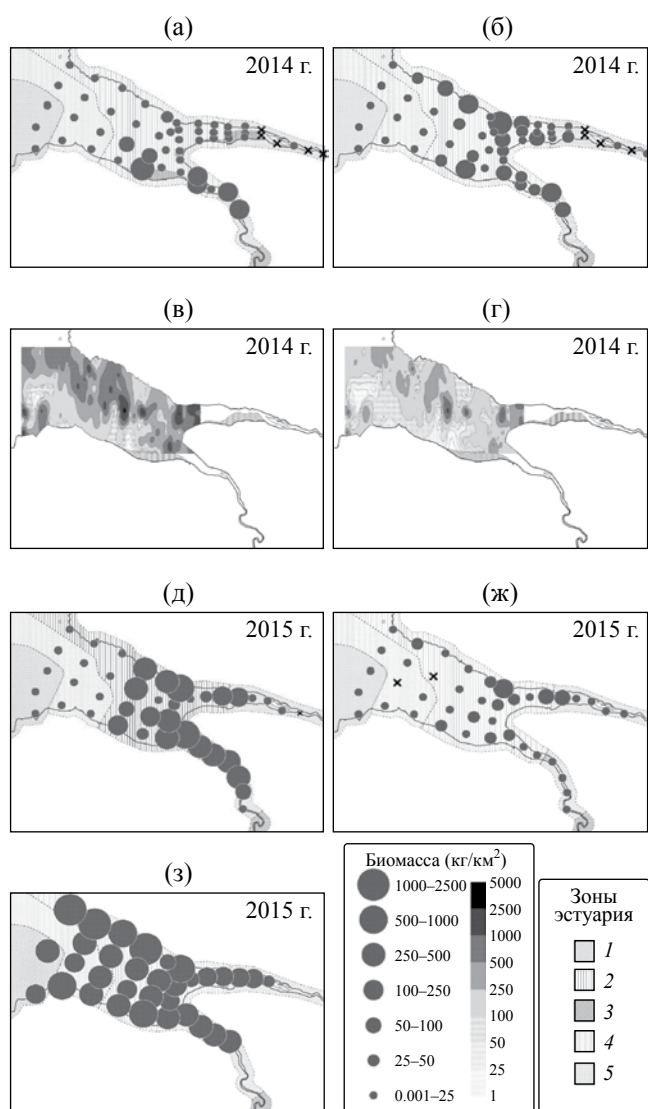 (а)
2014 г.
(б)
2014 г.
(в)
2014 г.
(г)
2014 г.
(д)
2015 г.
(ж)
2015 г.
(з)
2015 г.
Биомасса (кг/км²)
1000–2500
500–1000
250–500
100–250
50–100
25–50
0.001–25
5000
2500
1000
500
250
100
50
25
1
Зоны
эстуария
1
2
3
4
5